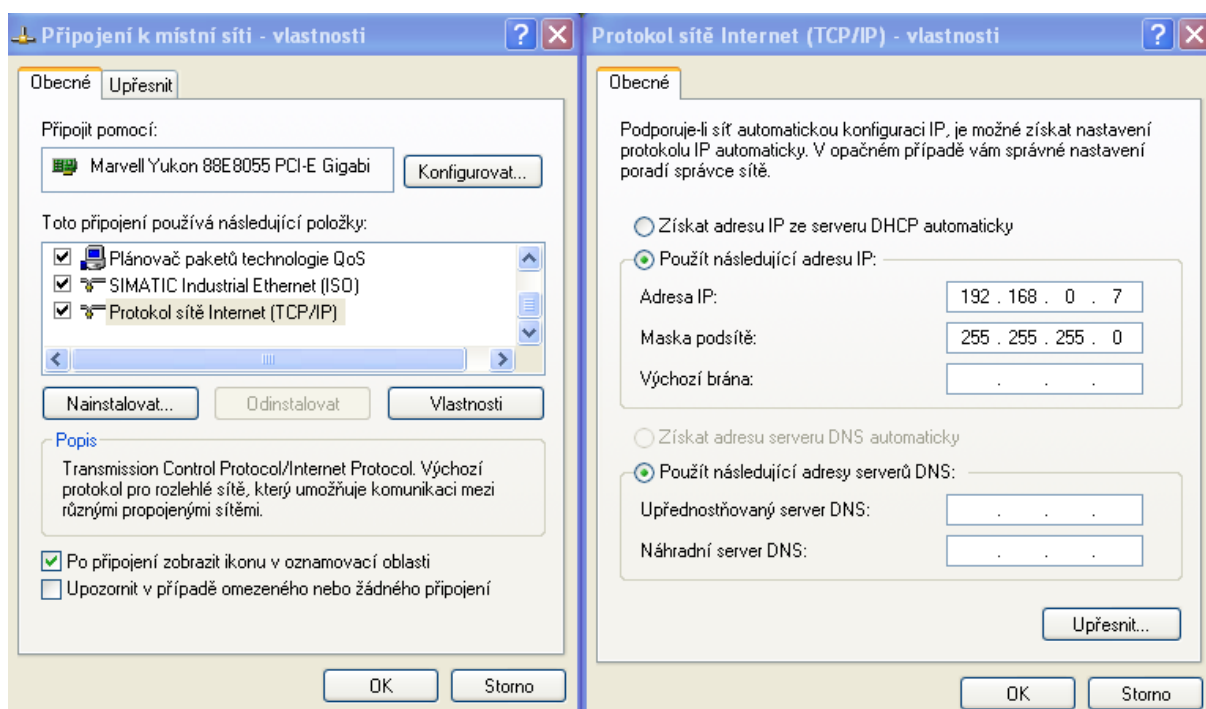 Připojení k místní síti - vlastnosti
Obecné
Upřesnit
Připojit pomocí:
Marvell Yukon 88E8055 PCI-E Gigabi
Konfigurovat...
Toto připojení používá následující položky:
Plánovač paketů technologie QoS
SIMATIC Industrial Ethernet (ISO)
Protokol sítě Internet (TCP/IP)
Nainstalovat...
Odinstalovat
Vlastnosti
Popis
Transmission Control Protocol/Internet Protocol. Výchozí
protokol pro rozlehlé sítě, který umožňuje komunikaci mezi
různými propojenými sítěmi.
Po připojení zobrazit ikonu v oznamovací oblasti
Upozornit v případě omezeného nebo žádného připojení
OK
Storno
Protokol sítě Internet (TCP/IP) - vlastnosti
Obecné
Podporuje-li síť automatickou konfiguraci IP, je možné získat nastavení
protokolu IP automaticky. V opačném případě vám správné nastavení
poradí správce sítě.
Získat adresu IP ze serveru DHCP automaticky
Použít následující adresu IP:
Adresa IP: 192 . 168 . 0 . 7
Maska podsítě: 255 . 255 . 255 . 0
Výchozí brána: . . .
Získat adresu serveru DNS automaticky
Použít následující adresy serverů DNS:
Upřednostňovaný server DNS: . . .
Náhradní server DNS: . . .
Upřesnit...
OK
Storno